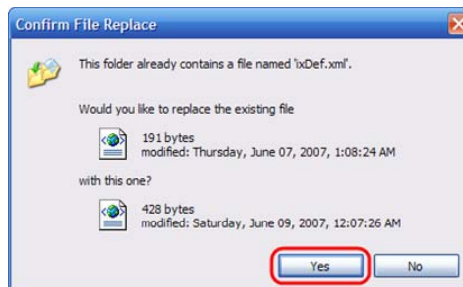 Confirm File Replace
This folder already contains a file named 'ixDef.xml'.
Would you like to replace the existing file
191 bytes
modified: Thursday, June 07, 2007, 1:08:24 AM
with this one?
428 bytes
modified: Saturday, June 09, 2007, 12:07:26 AM
Yes No